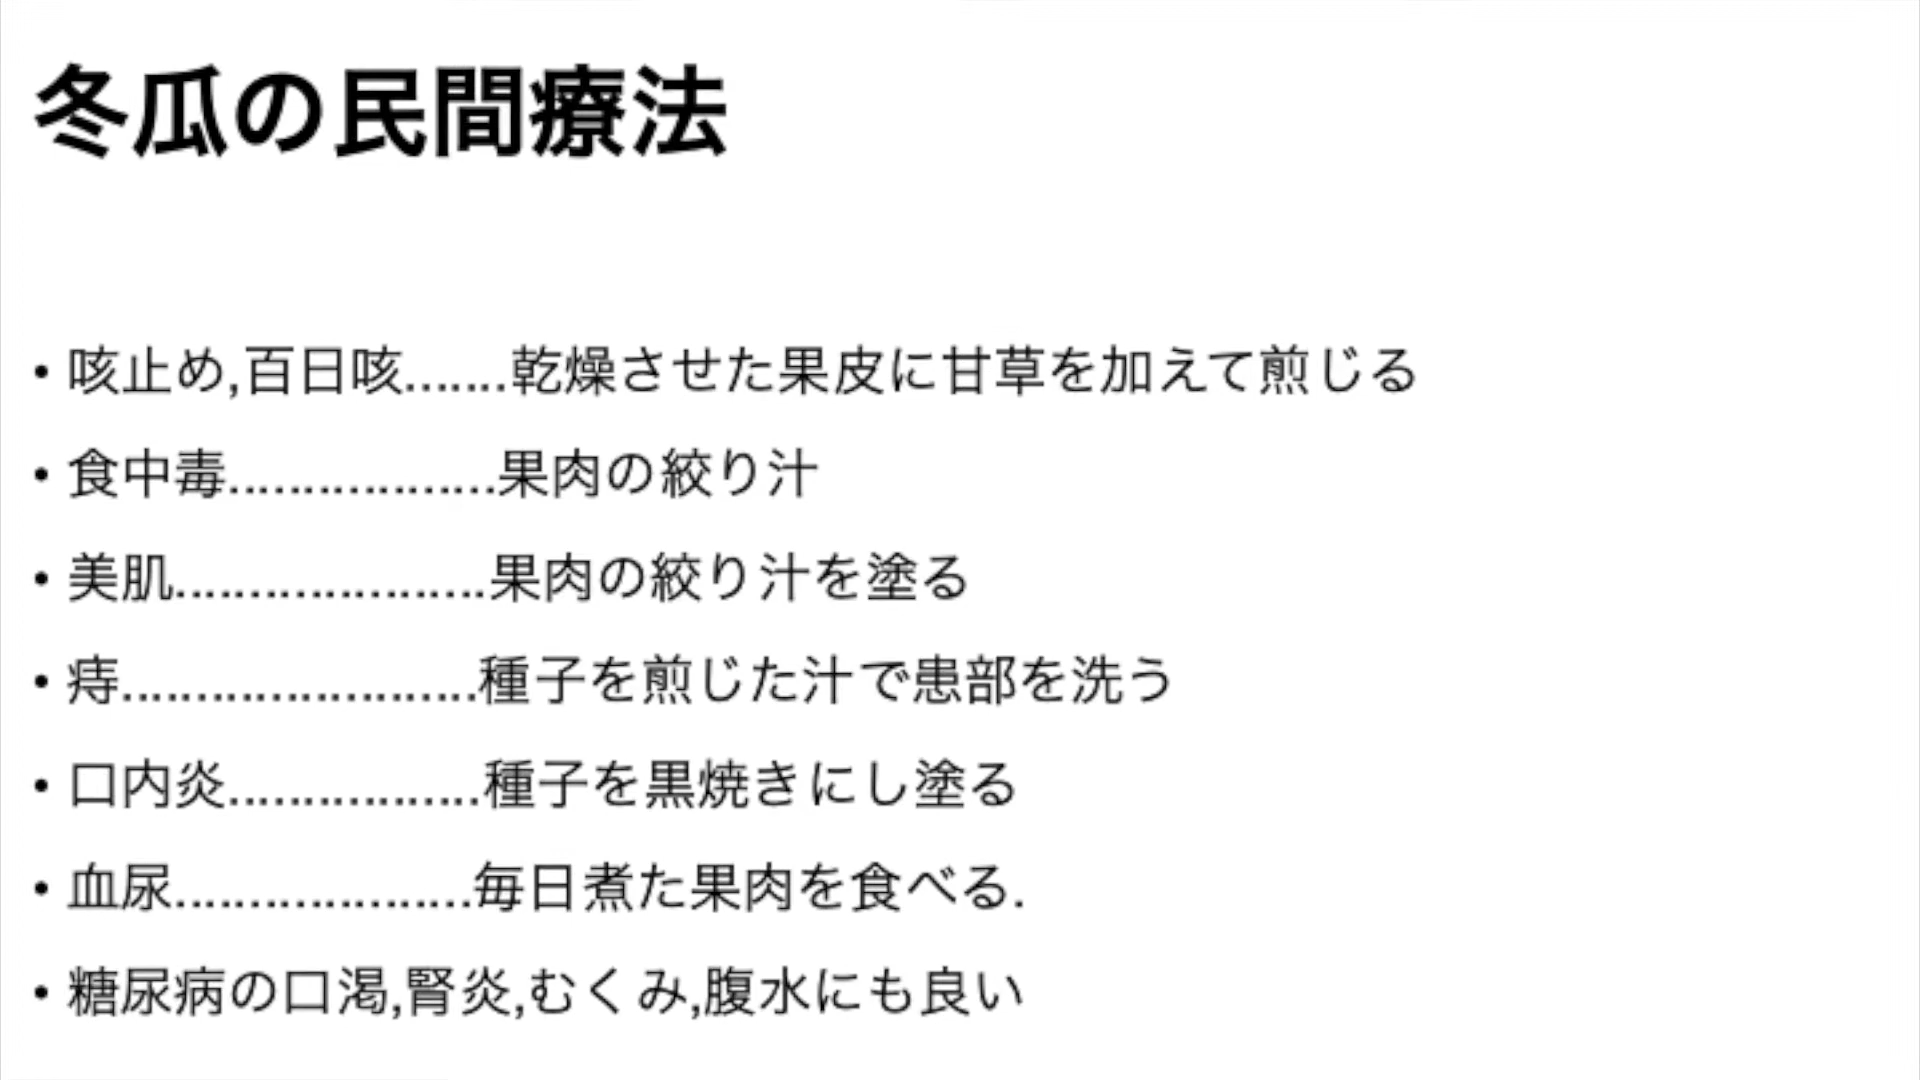 冬瓜の民間療法
• 咳止め,百日咳.......乾燥させた果皮に甘草を加えて煎じる
• 食中毒..................果肉の絞り汁
• 美肌.....................果肉の絞り汁を塗る
• 痔........................種子を煎じた汁で患部を洗う
• 口内炎.................種子を黒焼きにし塗る
• 血尿....................毎日煮た果肉を食べる.
• 糖尿病の口渇,腎炎,むくみ,腹水にも良い